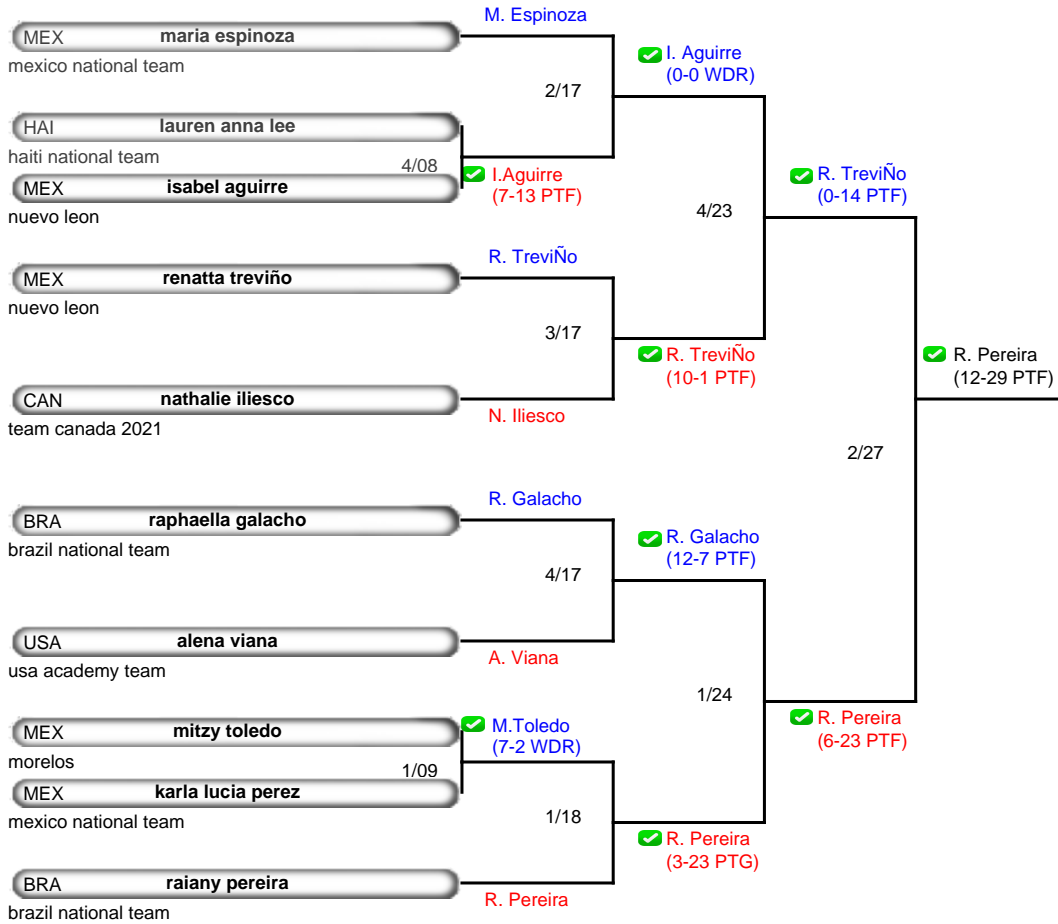 M. Espinoza
MEX maria espinoza
mexico national team
I. Aguirre
(0-0 WDR)
2/17
HAI lauren anna lee
haiti national team
4/08
I.Aguirre
(7-13 PTF)
MEX isabel aguirre
nuevo leon
R. TreviÑo
(0-14 PTF)
4/23
R. TreviÑo
MEX renatta treviño
nuevo leon
3/17
R. TreviÑo
(10-1 PTF)
R. Pereira
(12-29 PTF)
CAN nathalie iliesco
N. Iliesco
team canada 2021
2/27
R. Galacho
BRA raphaella galacho
brazil national team
R. Galacho
(12-7 PTF)
4/17
USA alena viana
A. Viana
usa academy team
1/24
R. Pereira
(6-23 PTF)
MEX mitzy toledo
morelos
M.Toledo
(7-2 WDR)
1/09
MEX karla lucia perez
mexico national team
1/18
R. Pereira
(3-23 PTG)
BRA raiany pereira
R. Pereira
brazil national team